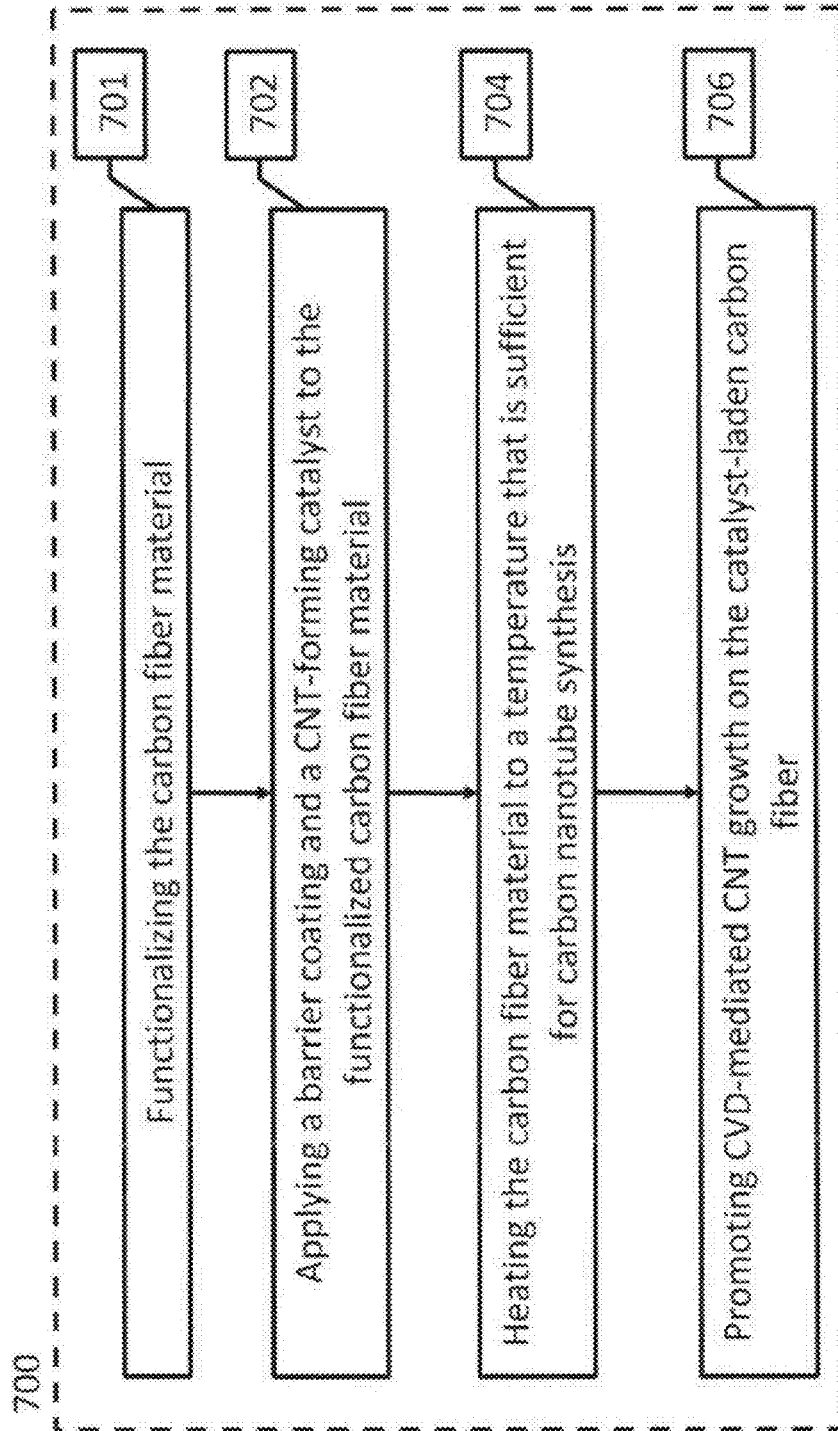 700
Functionalizing the carbon fiber material
701
Applying a barrier coating and a CNT-forming catalyst to the
functionalized carbon fiber material
702
Heating the carbon fiber material to a temperature that is sufficient
for carbon nanotube synthesis
704
Promoting CVD-mediated CNT growth on the catalyst-laden carbon
fiber
706